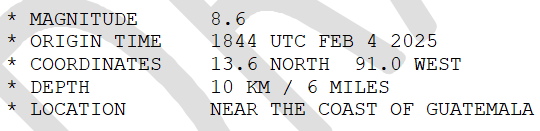 * MAGNITUDE 8.6
* ORIGIN TIME 1844 UTC FEB 4 2025
* COORDINATES 13.6 NORTH 91.0 WEST
* DEPTH 10 KM / 6 MILES
* LOCATION NEAR THE COAST OF GUATEMALA